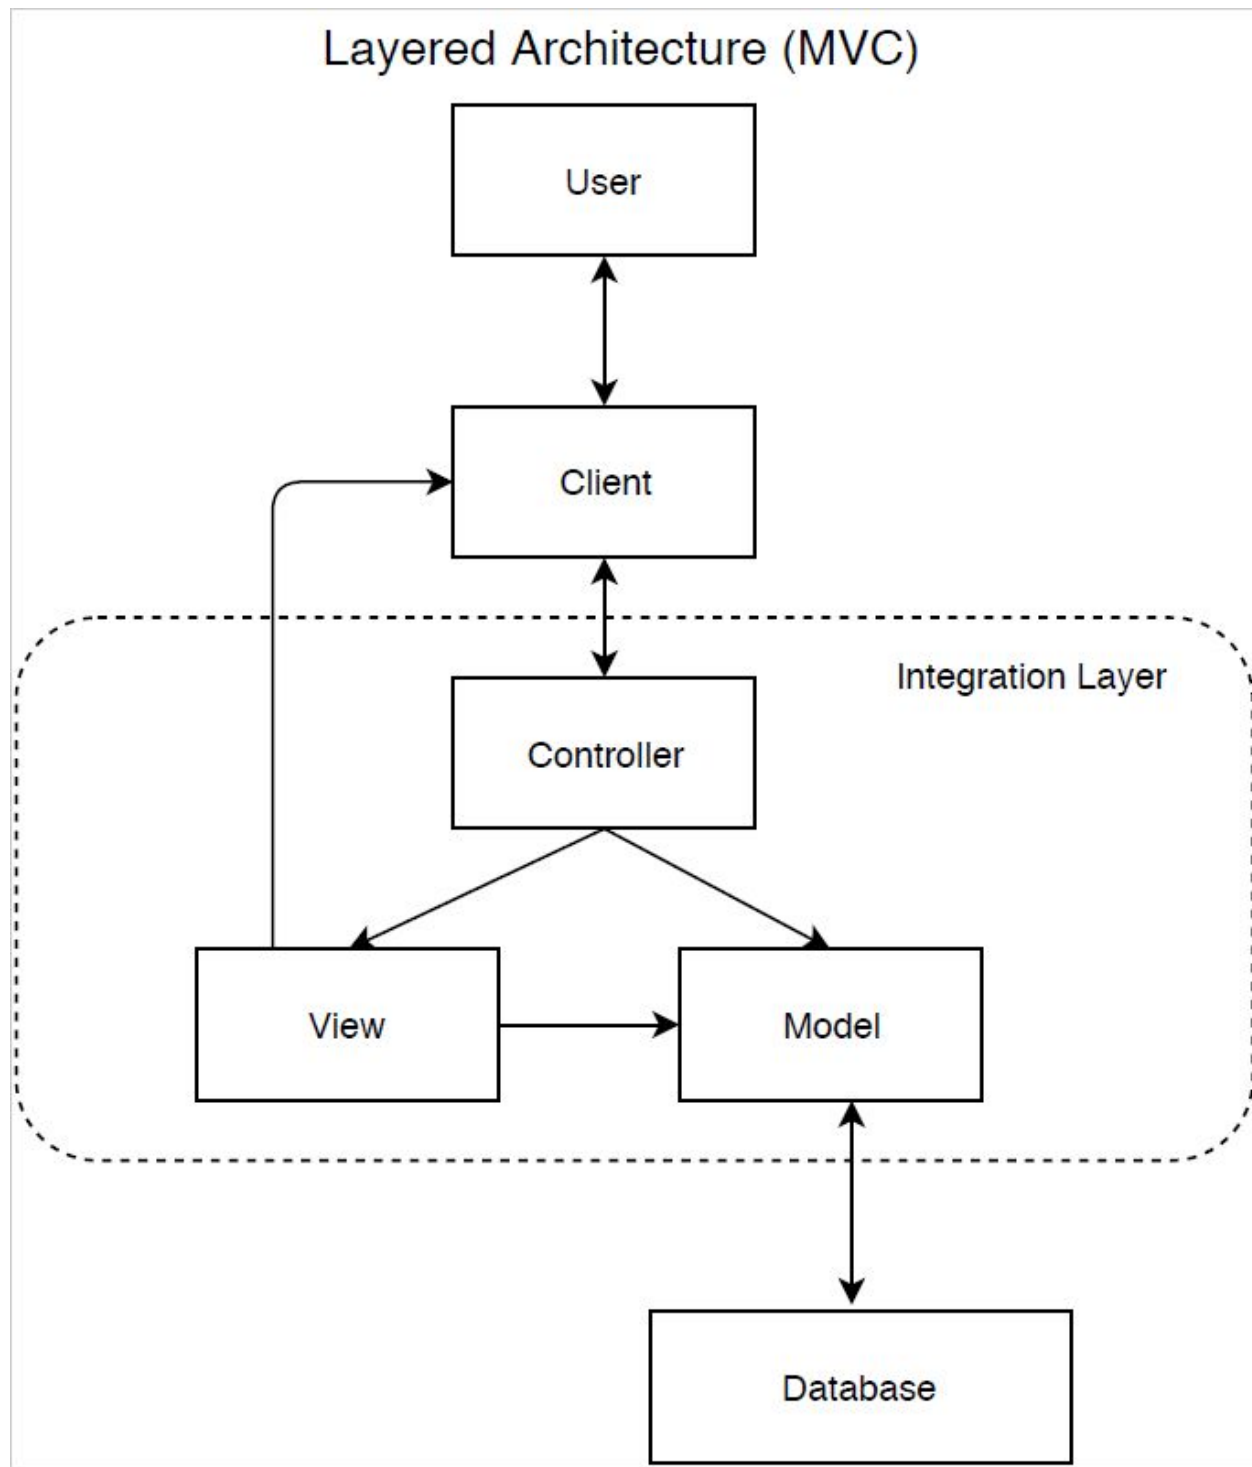 Layered Architecture (MVC)
User
Client
Integration Layer
Controller
View
Model
Database